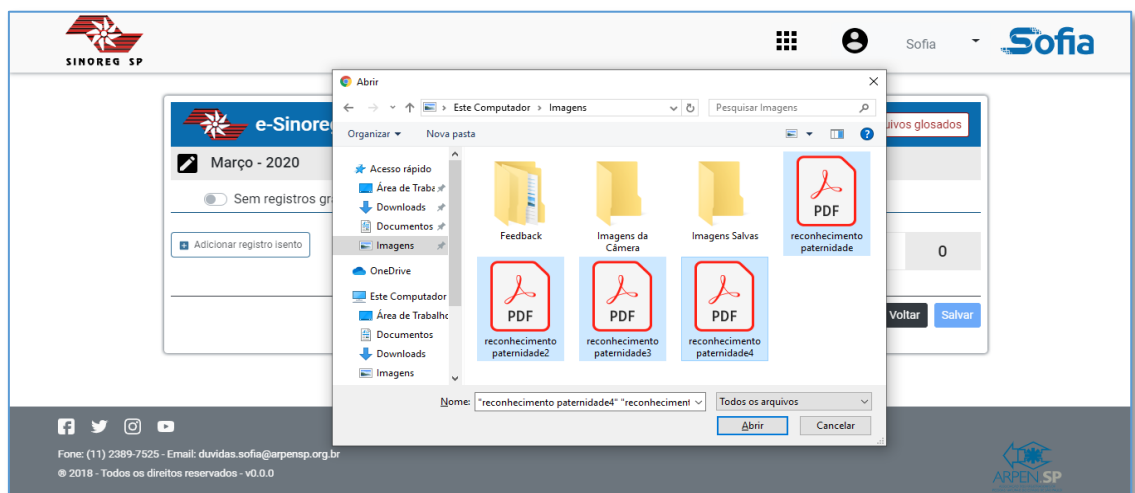 SINOREG SP
Sofia
Sofia
Abrir
Este Computador > Imagens
Pesquisar Imagens
Organizar
Nova pasta
Acesso rápido
Área de Traba
Downloads
Documentos
Imagens
OneDrive
Este Computador
Área de Trabalho
Documentos
Downloads
Imagens
Feedback
Imagens da
Câmera
Imagens Salvas
PDF
reconhecimento
paternidade
PDF
reconhecimento
paternidade2
PDF
reconhecimento
paternidade3
PDF
reconhecimento
paternidade4
Nome:
"reconhecimento paternidade4" "reconheciment
Todos os arquivos
Abrir
Cancelar
e-Sinore
uivos glosados
Março - 2020
Sem registros gr
Adicionar registro isento
0
Voltar
Salvar
Fone: (11) 2389-7525 - Email: duvidas.sofia@arpensp.org.br
® 2018 - Todos os direitos reservados - v0.0.0
ARPEN SP